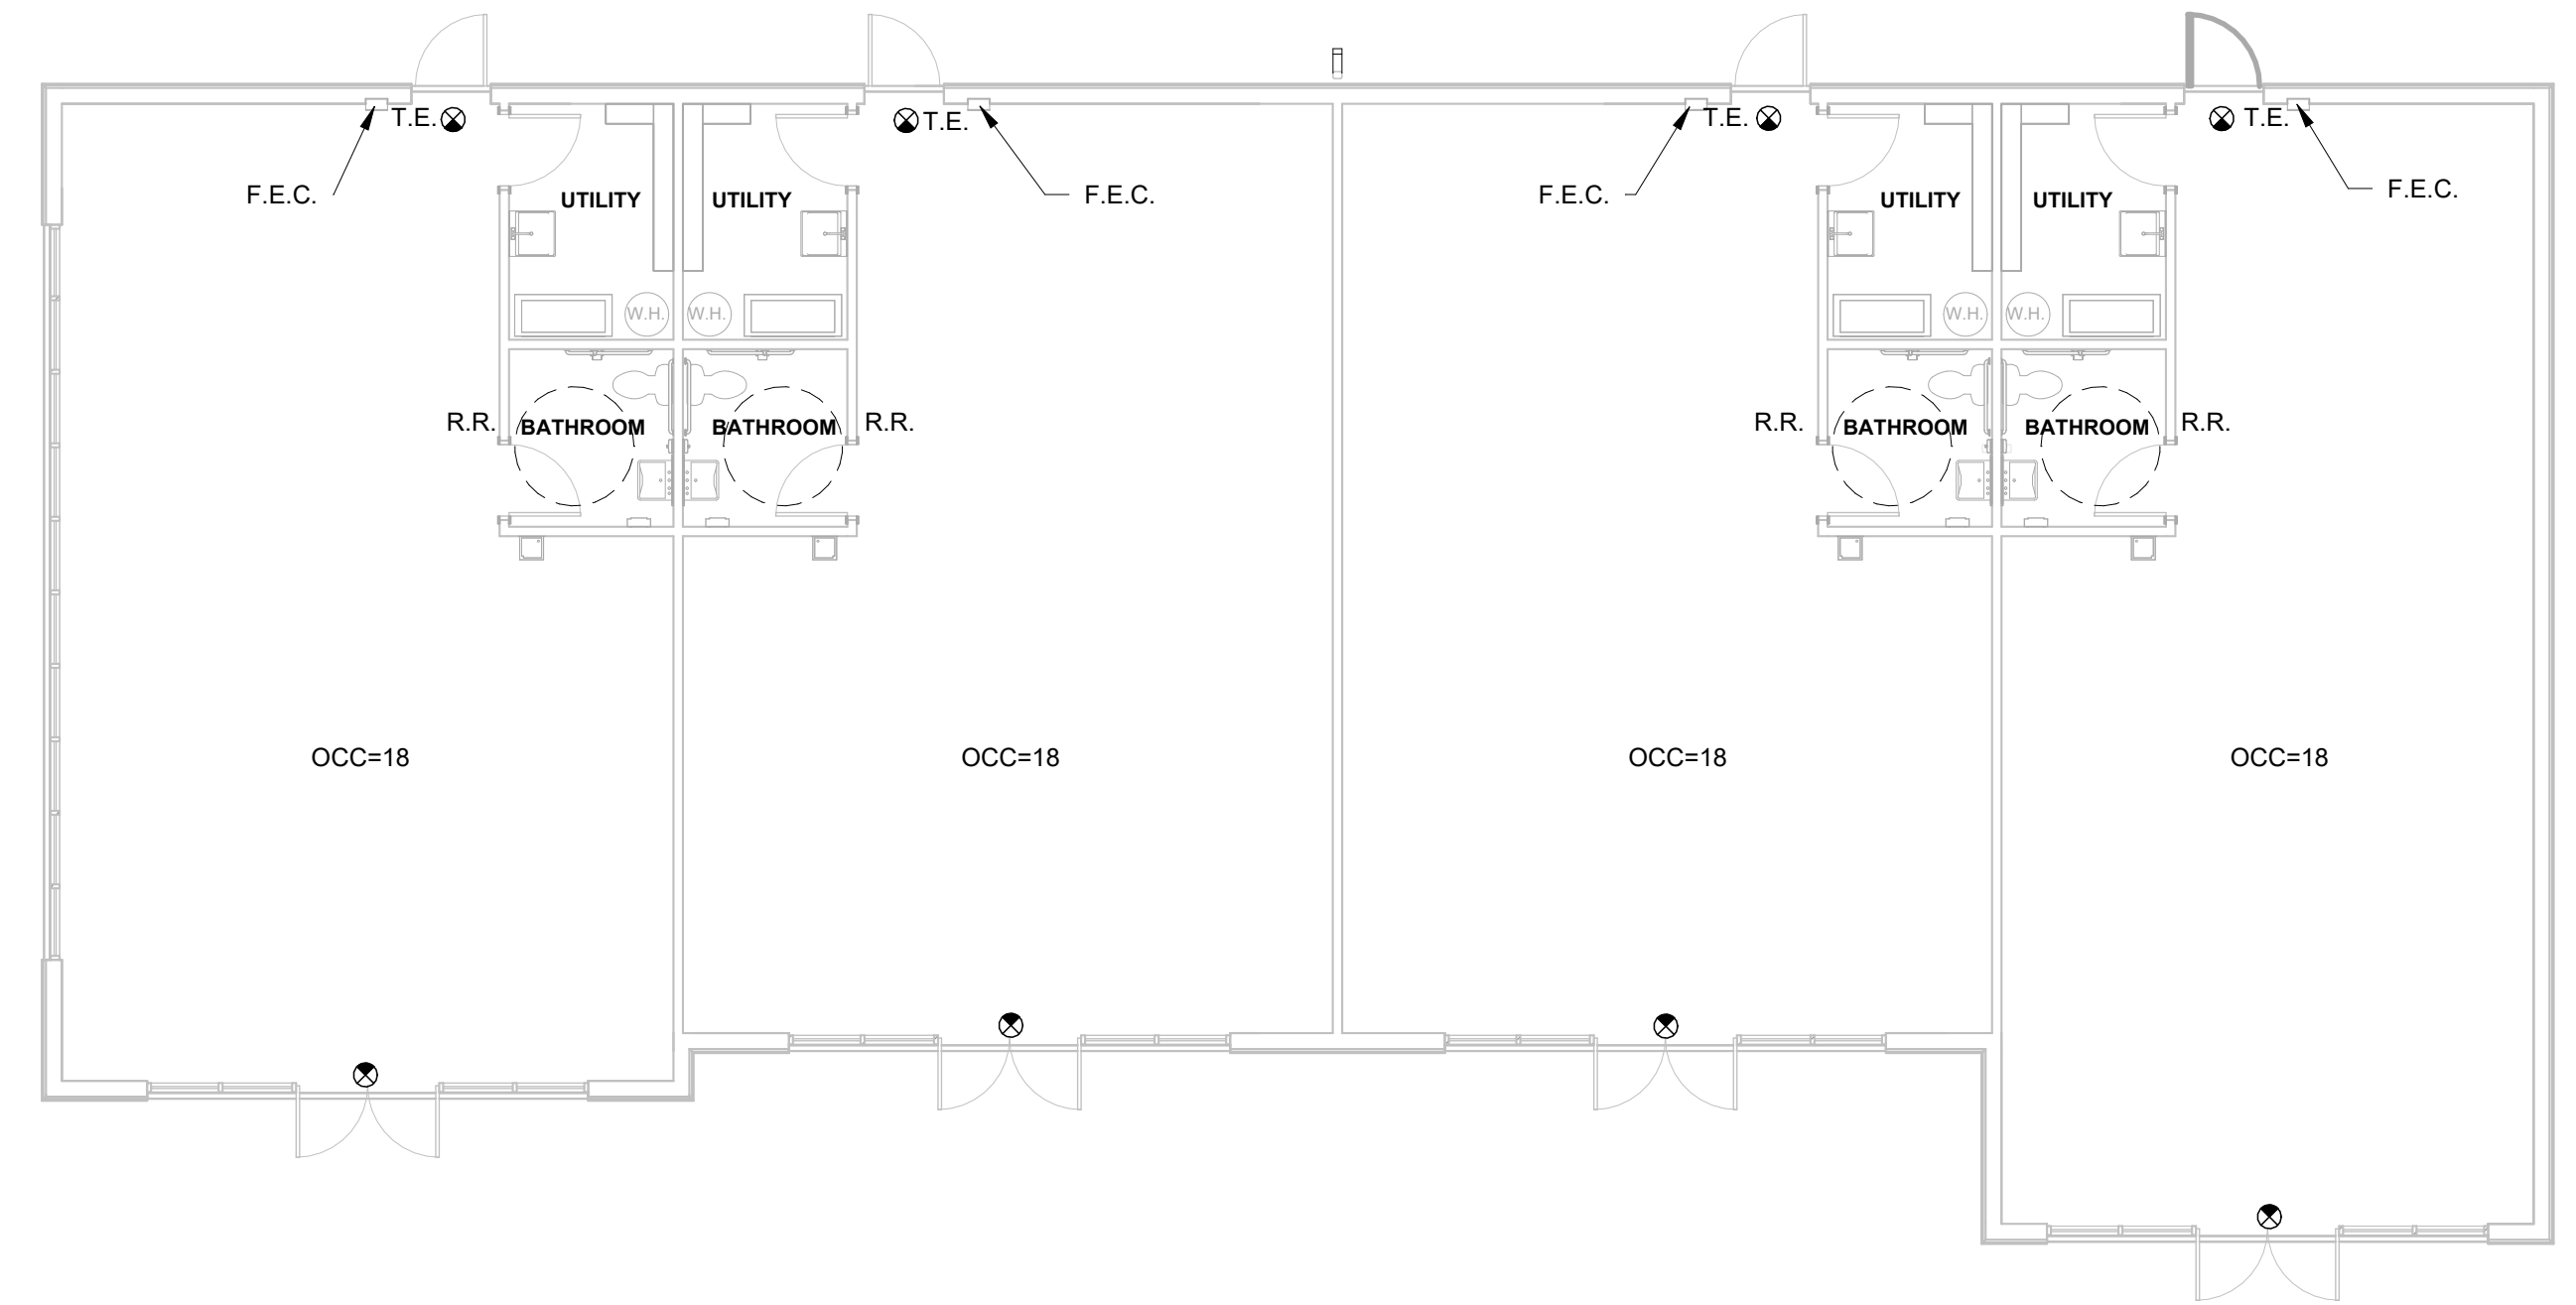 T.E.
T.E.
T.E.
T.E.
F.E.C.
F.E.C.
F.E.C.
F.E.C.
UTILITY
UTILITY
UTILITY
UTILITY
W.H.
W.H.
W.H.
W.H.
R.R.
BATHROOM
BATHROOM
R.R.
R.R.
BATHROOM
BATHROOM
R.R.
OCC=18
OCC=18
OCC=18
OCC=18